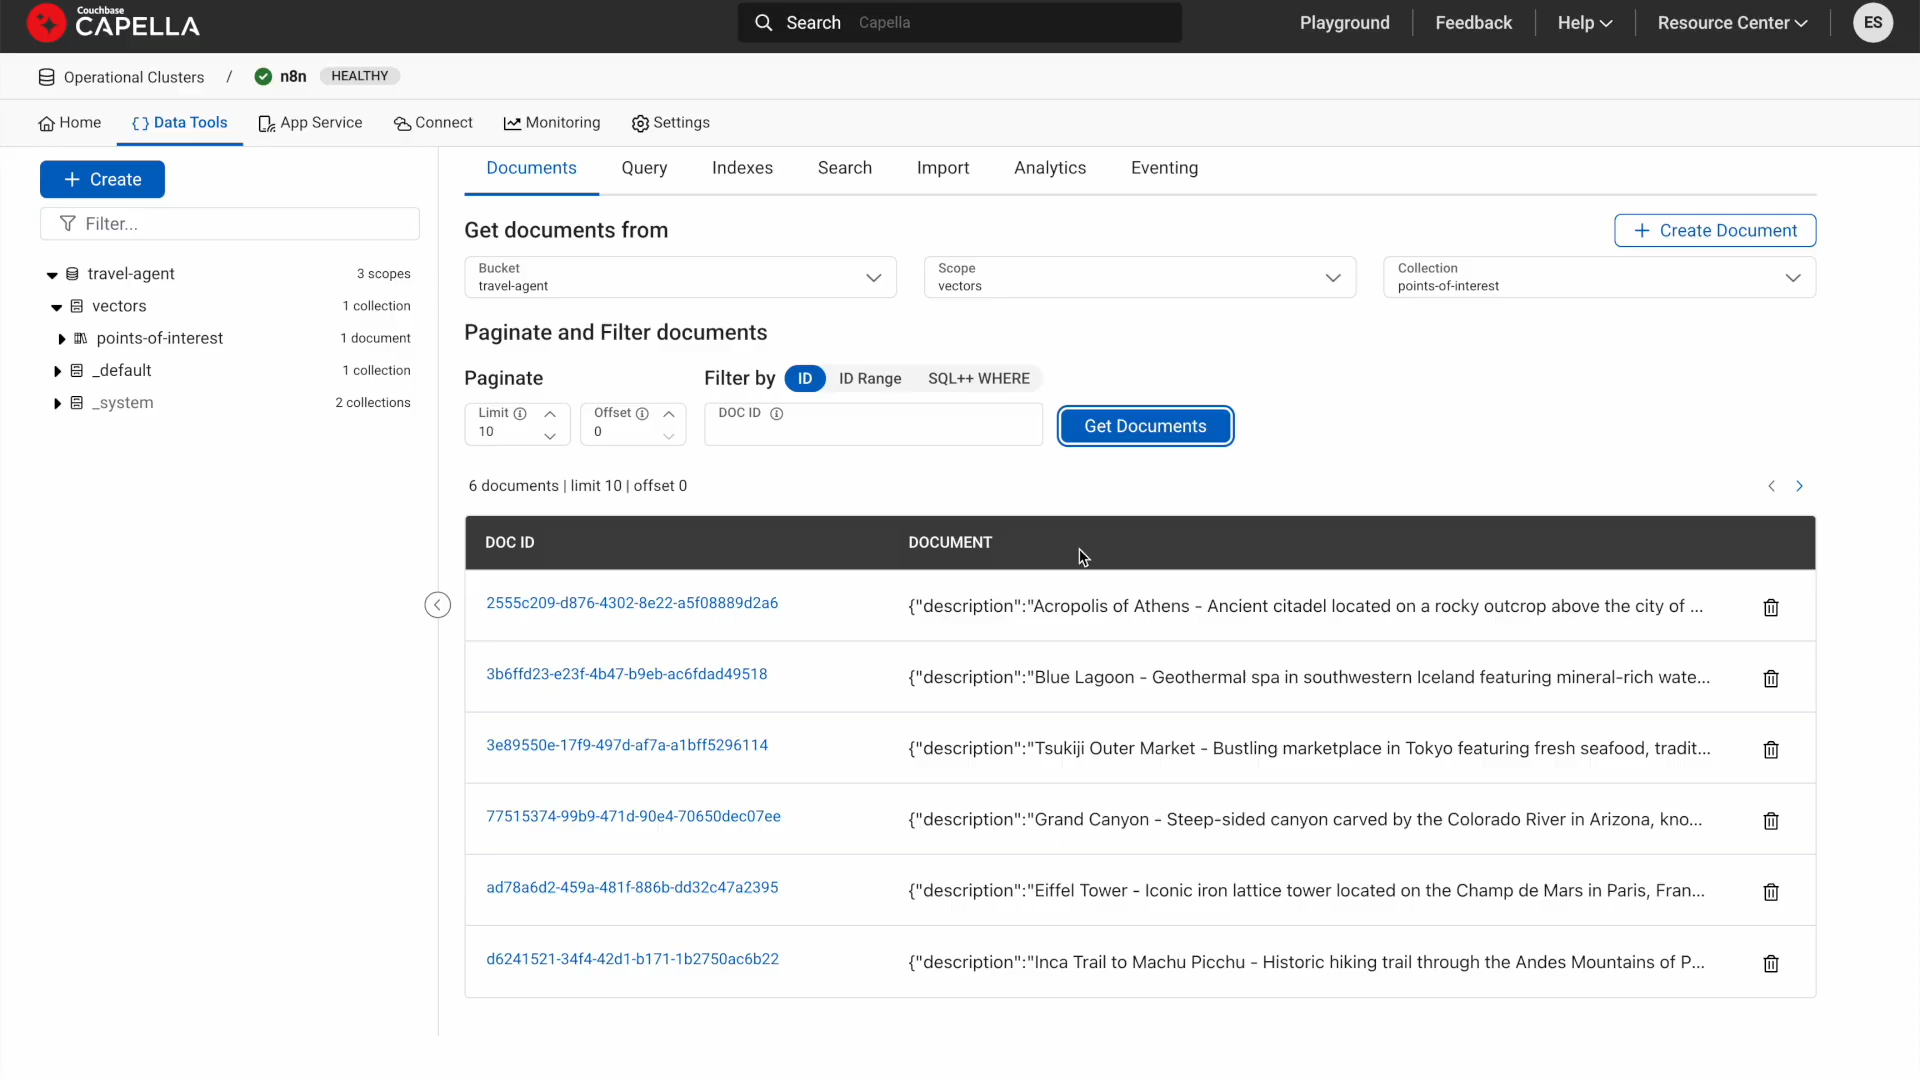 Couchbase
CAPELLA
Search Capella
Playground
Feedback
Help
Resource Center
ES
Operational Clusters / n8n HEALTHY
Home
Data Tools
App Service
Connect
Monitoring
Settings
+ Create
Filter...
travel-agent 3 scopes
vectors 1 collection
points-of-interest 1 document
_default 1 collection
_system 2 collections
Documents
Query
Indexes
Search
Import
Analytics
Eventing
Get documents from
+ Create Document
Bucket
travel-agent
Scope
vectors
Collection
points-of-interest
Paginate and Filter documents
Paginate
Filter by ID ID Range SQL++ WHERE
Limit
10
Offset
0
DOC ID
Get Documents
6 documents | limit 10 | offset 0
DOC ID DOCUMENT
2555c209-d876-4302-8e22-a5f08889d2a6 {"description":"Acropolis of Athens - Ancient citadel located on a rocky outcrop above the city of ...
3b6ffd23-e23f-4b47-b9eb-ac6fdad49518 {"description":"Blue Lagoon - Geothermal spa in southwestern Iceland featuring mineral-rich wate...
3e89550e-17f9-497d-af7a-a1bff5296114 {"description":"Tsukiji Outer Market - Bustling marketplace in Tokyo featuring fresh seafood, tradit...
77515374-99b9-471d-90e4-70650dec07ee {"description":"Grand Canyon - Steep-sided canyon carved by the Colorado River in Arizona, kno...
ad78a6d2-459a-481f-886b-dd32c47a2395 {"description":"Eiffel Tower - Iconic iron lattice tower located on the Champ de Mars in Paris, Fran...
d6241521-34f4-42d1-b171-1b2750ac6b22 {"description":"Inca Trail to Machu Picchu - Historic hiking trail through the Andes Mountains of P...